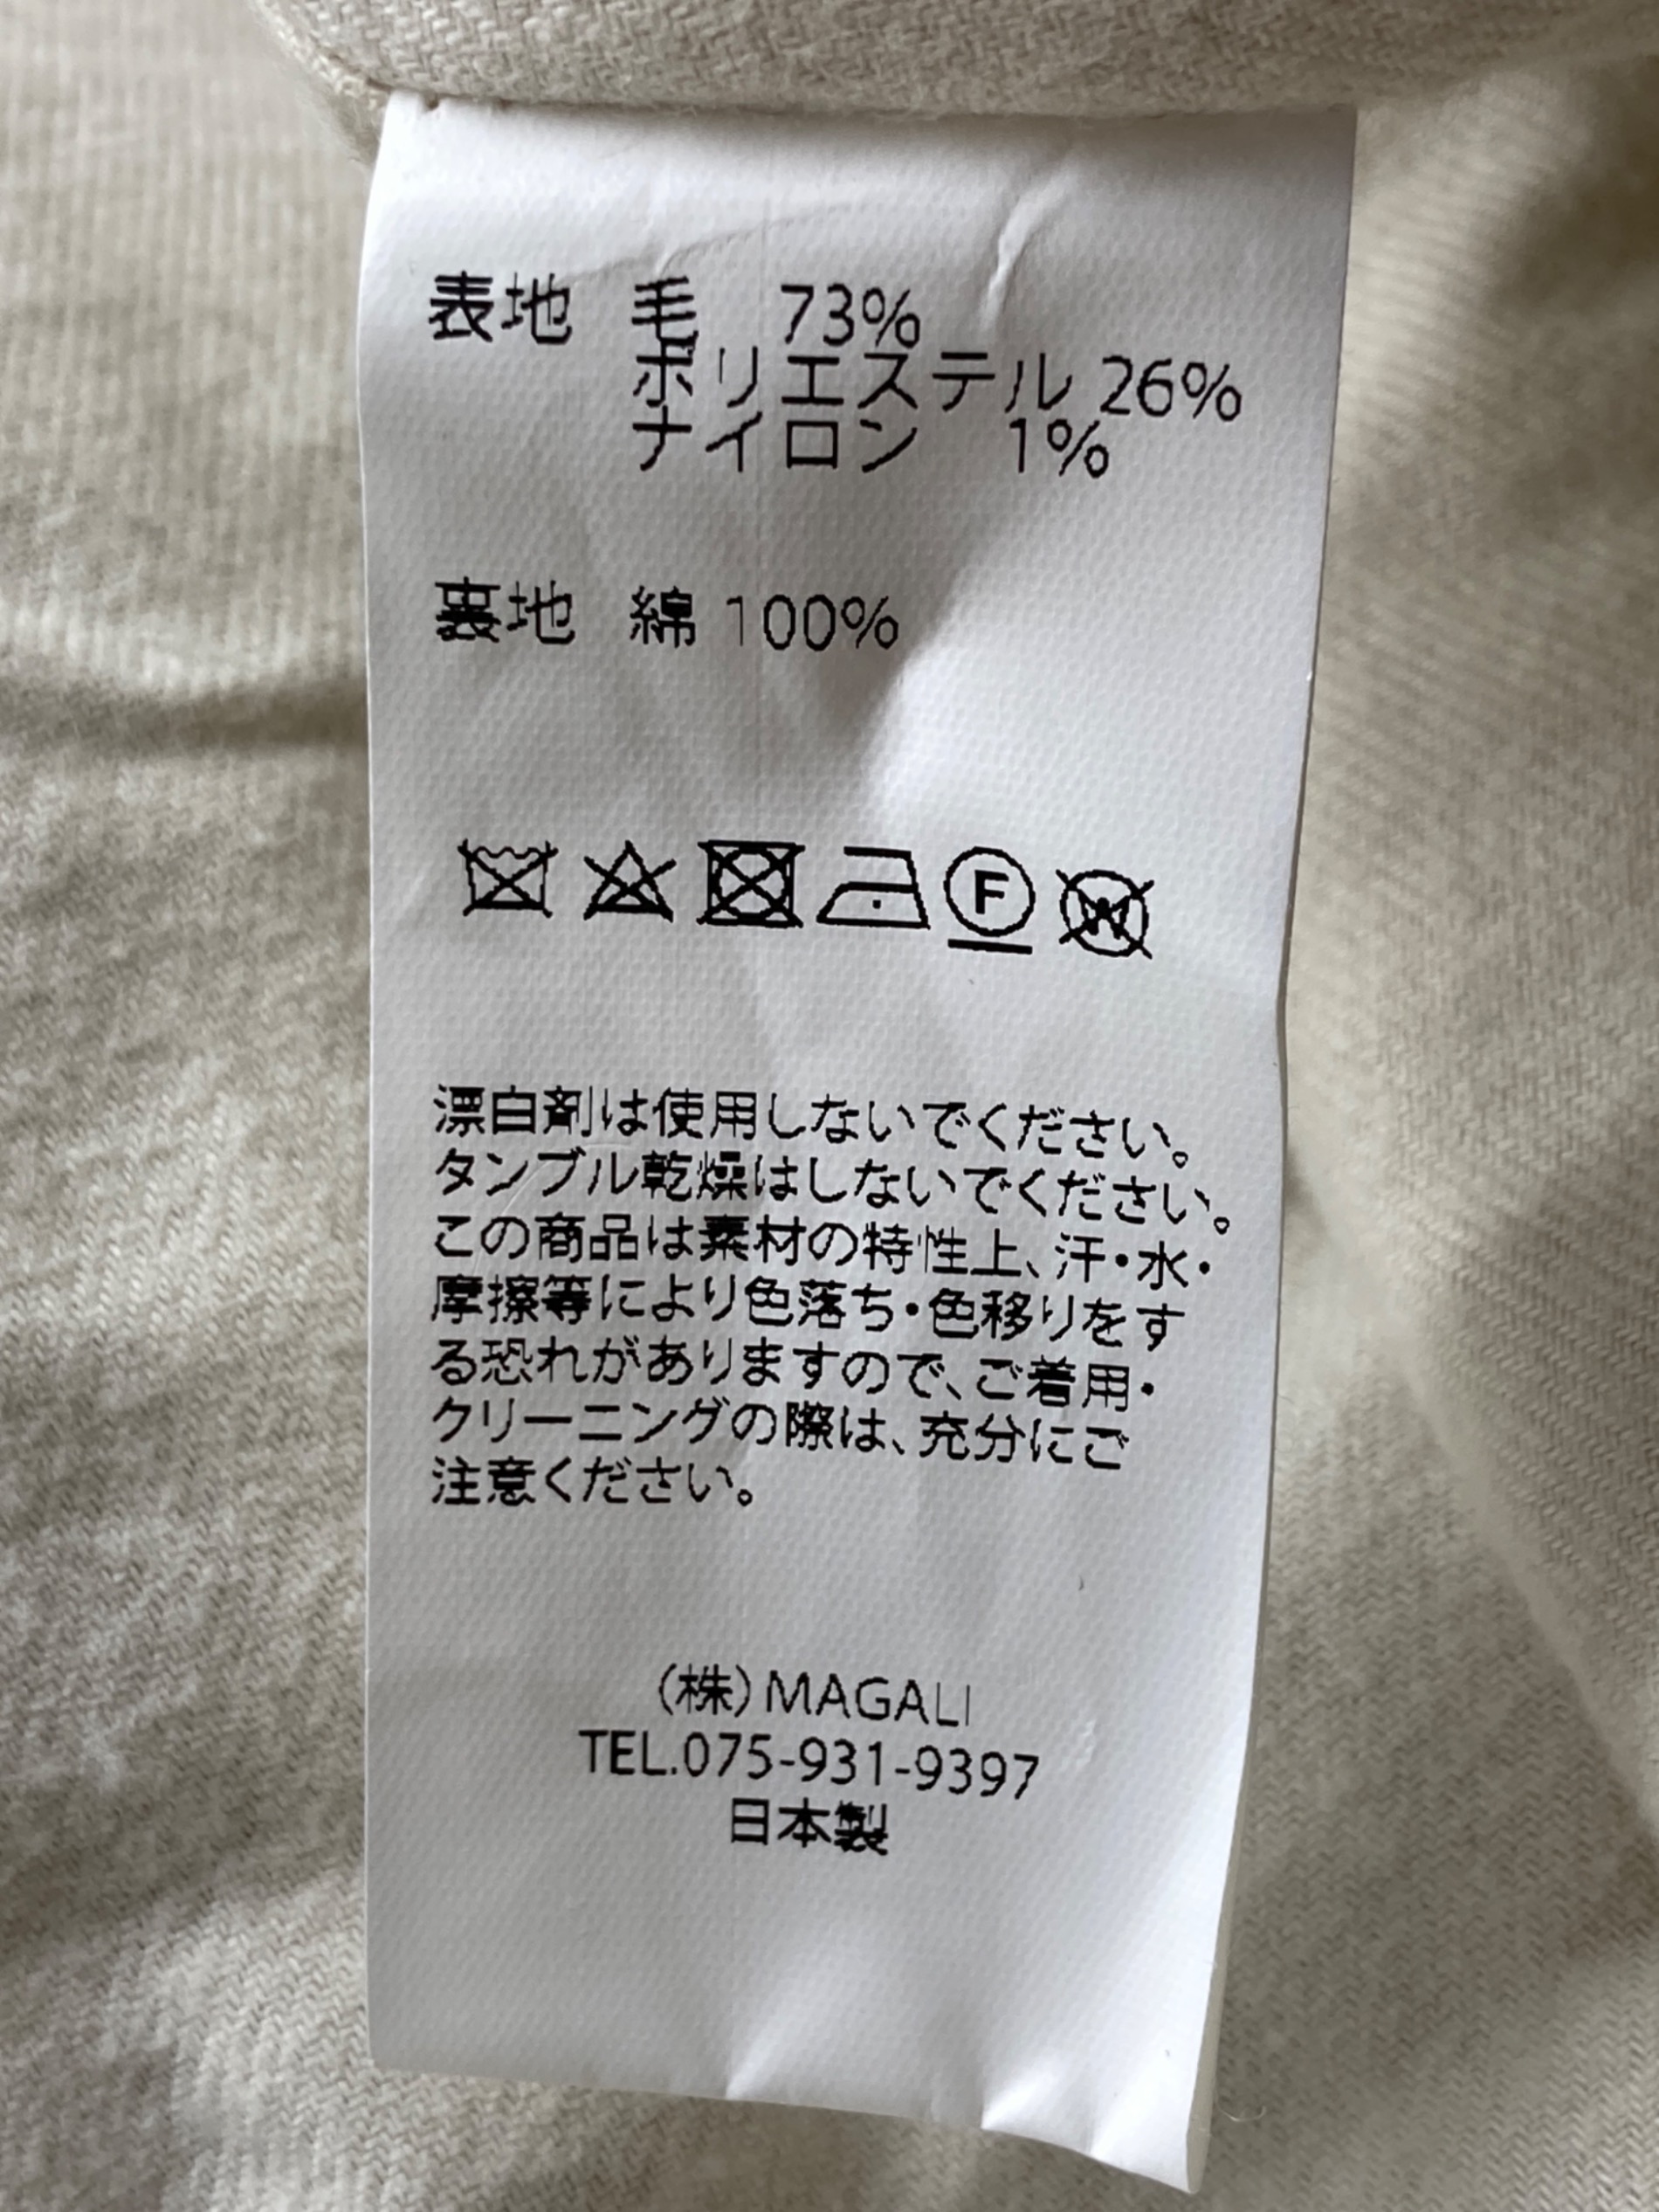 表地 毛 73%
ポリエステル 26%
ナイロン 1%
裏地 綿 100%
F
W
漂白剤は使用しないでください。
タンブル乾燥はしないでください。
この商品は素材の特性上、汗・水・
摩擦等により色落ち・色移りをす
る恐れがありますので、ご着用・
クリーニングの際は、充分にご
注意ください。
(株)MAGALI
TEL.075-931-9397
日本製